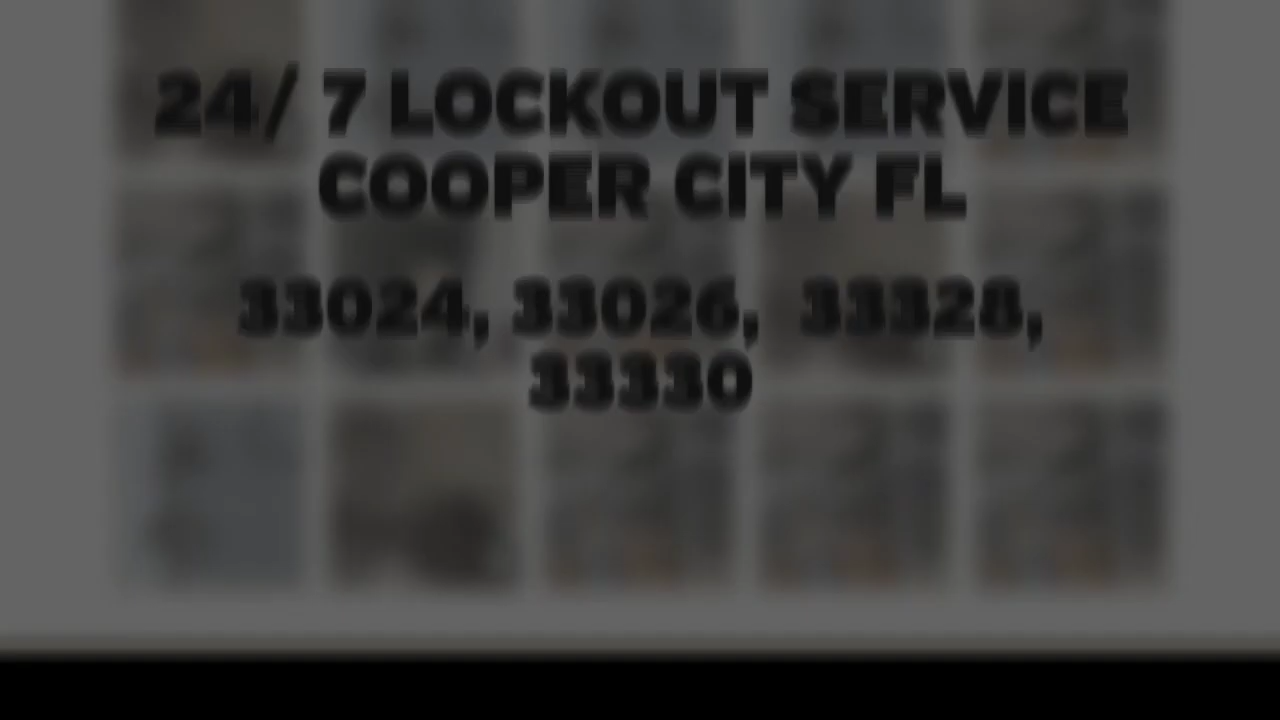 24/ 7 LOCKOUT SERVICE
COOPER CITY FL
33024, 33026,  33328,
33330